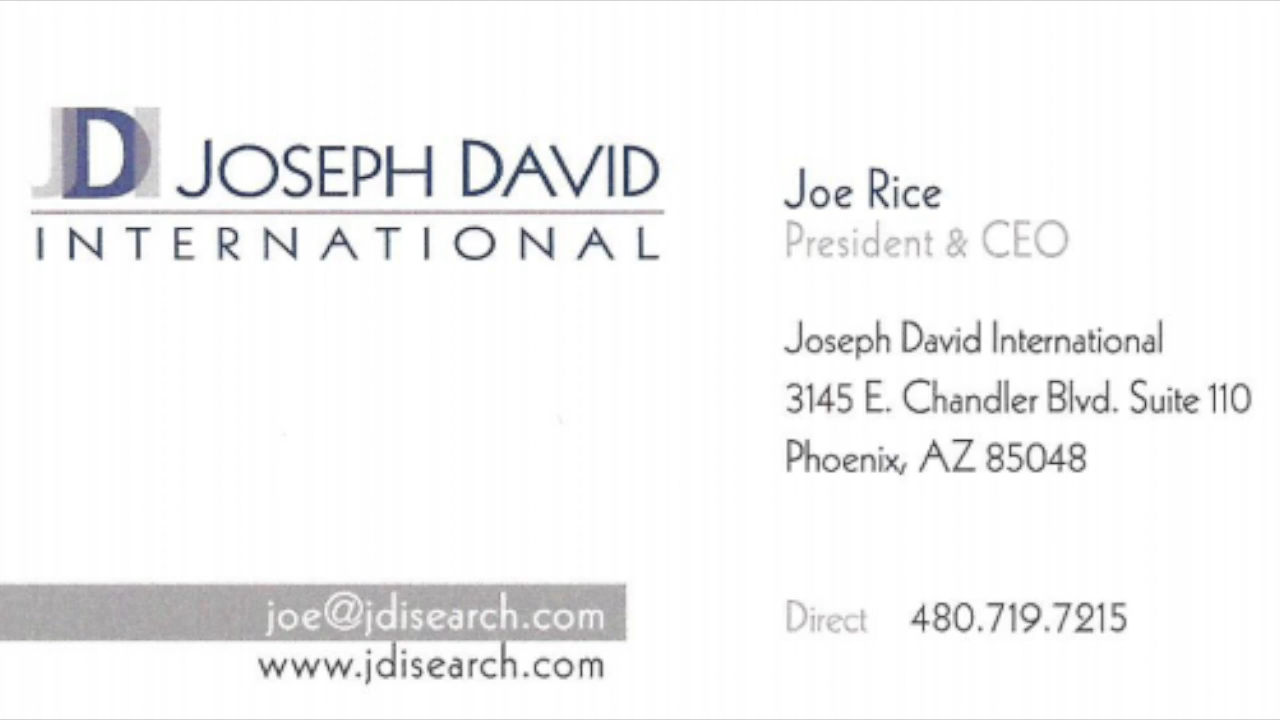 JDI JOSEPH DAVID
INTERNATIONAL
Joe Rice
President & CEO
Joseph David International
3145 E. Chandler Blvd. Suite 110
Phoenix, AZ 85048
joe@jdisearch.com
www.jdisearch.com
Direct 480.719.7215